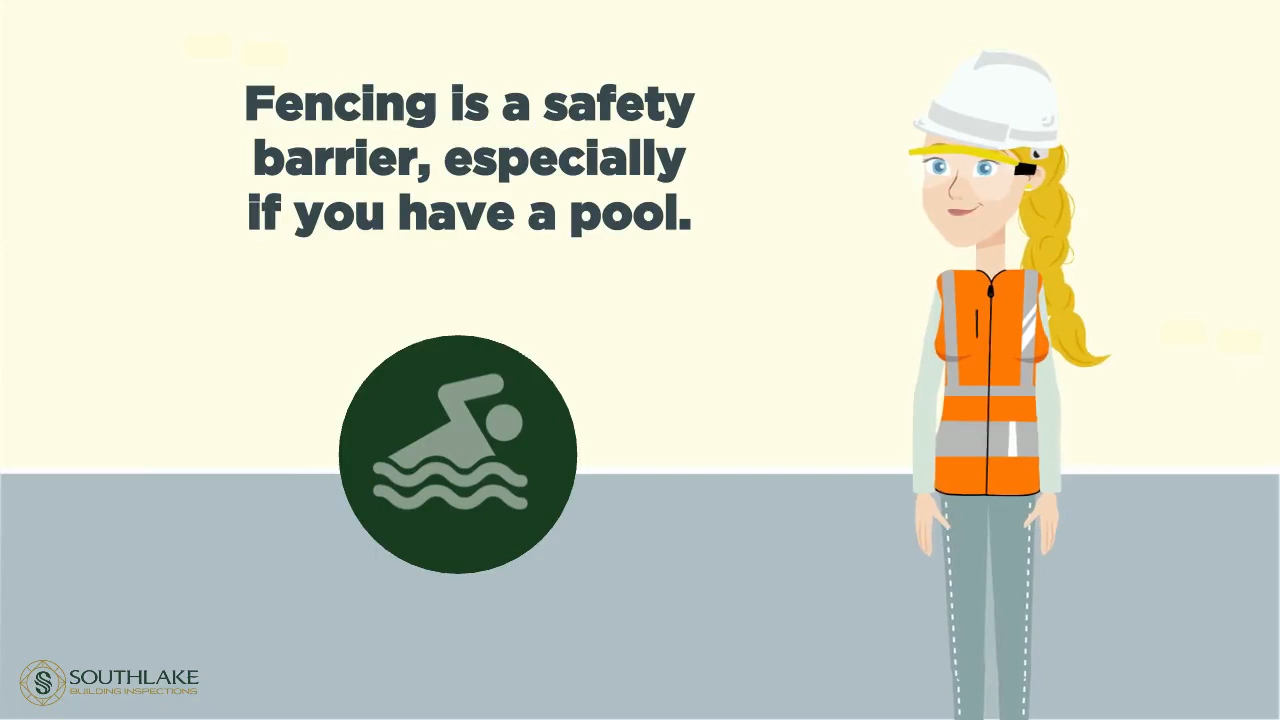 Fencing is a safety
barrier, especially
if you have a pool.
SOUTHLAKE
BUILDING INSPECTIONS